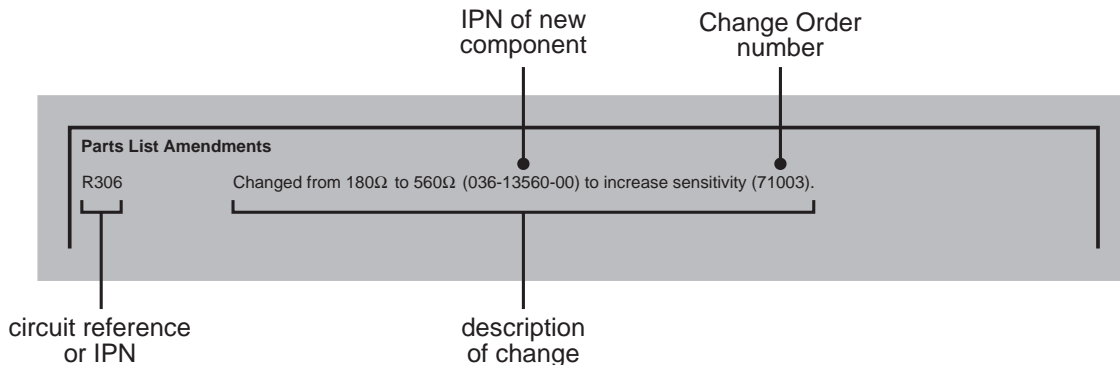 IPN of new
component
Change Order
number
Parts List Amendments
R306 Changed from 180Ω to 560Ω (036-13560-00) to increase sensitivity (71003).
circuit reference
or IPN
description
of change